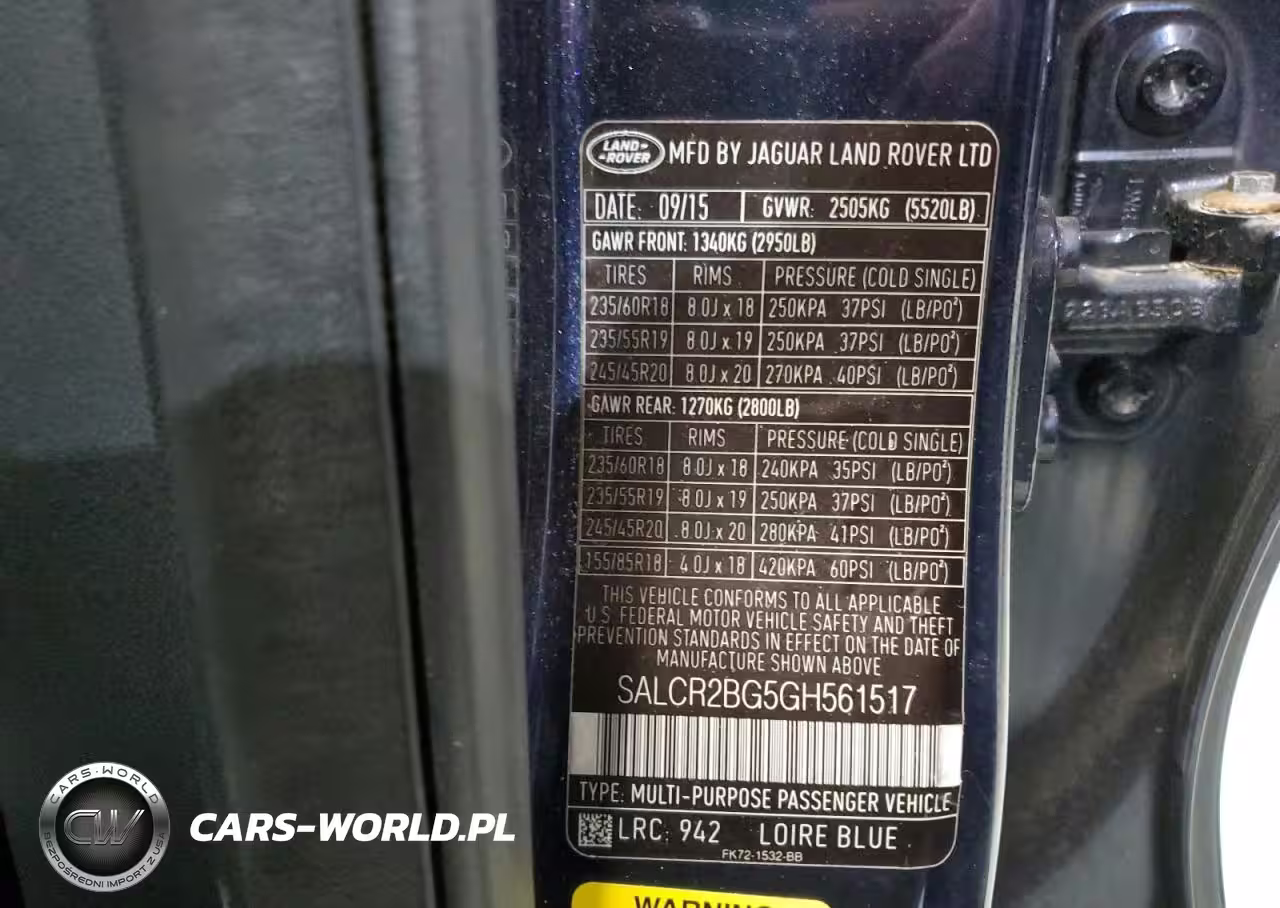 LAND-
-ROVER
MFD BY JAGUAR LAND ROVER LTD
DATE: 09/15 GVWR: 2505KG (5520LB)
GAWR FRONT: 1340KG (2950LB)
TIRES RIMS PRESSURE (COLD SINGLE)
235/60R18 8.0J x 18 250KPA 37PSI (LB/PO²)
235/55R19 8.0J x 19 250KPA 37PSI (LB/PO²)
245/45R20 8.0J x 20 270KPA 40PSI (LB/PO²)
GAWR REAR: 1270KG (2800LB)
TIRES RIMS PRESSURE (COLD SINGLE)
235/60R18 8.0J x 18 240KPA 35PSI (LB/PO²)
235/55R19 8.0J x 19 250KPA 37PSI (LB/PO²)
245/45R20 8.0J x 20 280KPA 41PSI (LB/PO²)
155/85R18 4.0J x 18 420KPA 60PSI (LB/PO²)
THIS VEHICLE CONFORMS TO ALL APPLICABLE
U.S. FEDERAL MOTOR VEHICLE SAFETY AND THEFT
PREVENTION STANDARDS IN EFFECT ON THE DATE OF
MANUFACTURE SHOWN ABOVE
SALCR2BG5GH561517
TYPE: MULTI-PURPOSE PASSENGER VEHICLE
LRC: 942 LOIRE BLUE
FK72-1532-BB
WARNING
CARS-WORLD
CW
BEZPOŚREDNI IMPORT Z USA
CARS-WORLD.PL